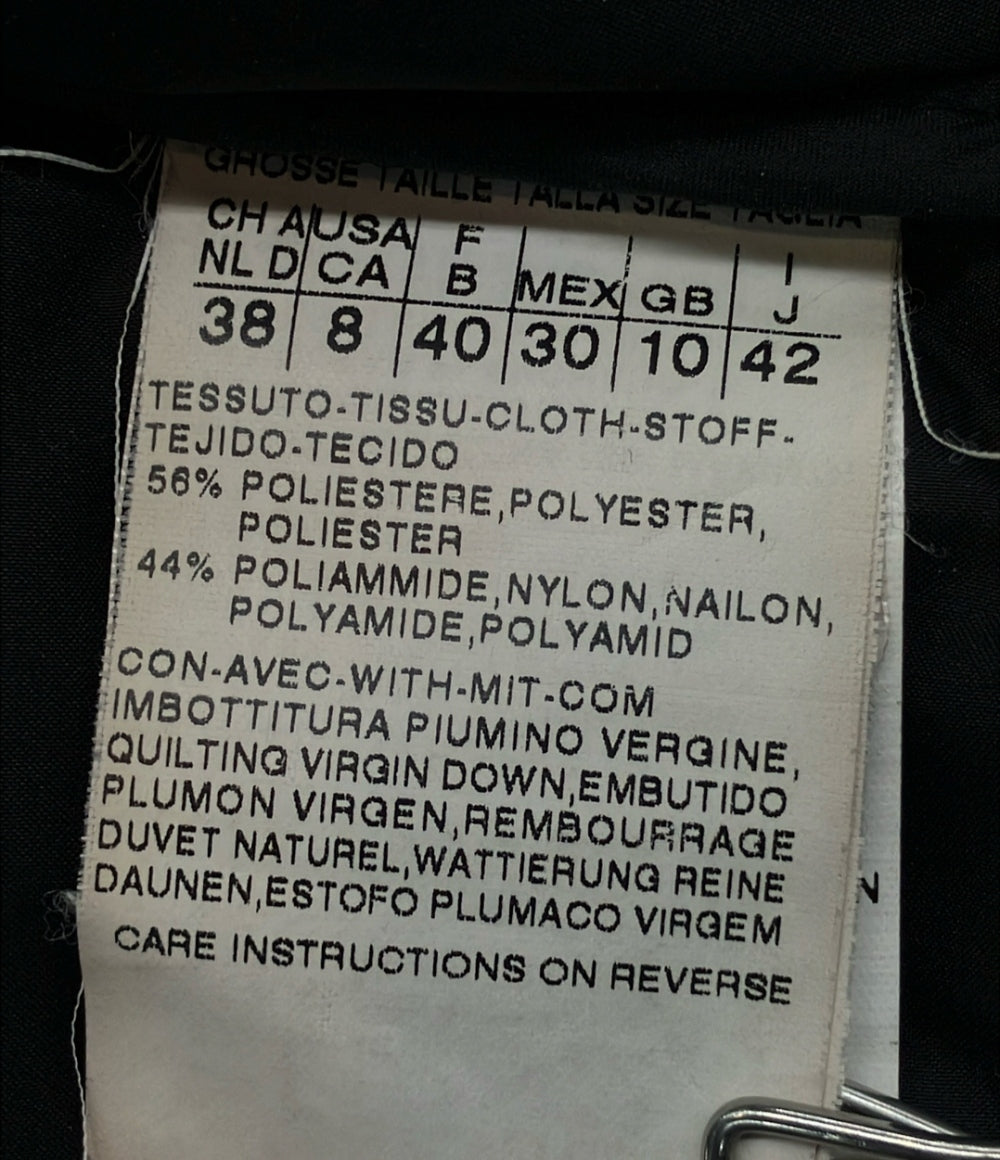 GROSSE TAILLE TALLA SIZE TAGLIA
CH A USA F I
NL D CA B MEX GB J
38 8 40 30 10 42
TESSUTO-TISSU-CLOTH-STOFF-
TEJIDO-TECIDO
56% POLIESTERE,POLYESTER,
POLIESTER
44% POLIAMMIDE,NYLON,NAILON,
POLYAMIDE,POLYAMID
CON-AVEC-WITH-MIT-COM
IMBOTTITURA PIUMINO VERGINE,
QUILTING VIRGIN DOWN,EMBUTIDO
PLUMON VIRGEN,REMBOURRAGE
DUVET NATUREL,WATTIERUNG REINE
DAUNEN,ESTOFO PLUMACO VIRGEM
CARE INSTRUCTIONS ON REVERSE
N